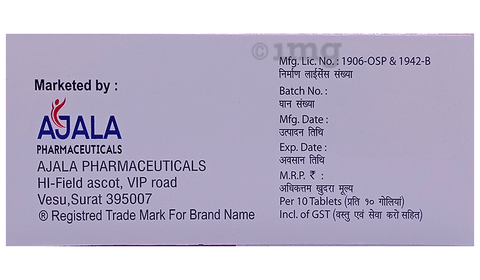 ©1mg
Marketed by :
AJALA
PHARMACEUTICALS
AJALA PHARMACEUTICALS
HI-Field ascot, VIP road
Vesu,Surat 395007
® Registred Trade Mark For Brand Name
Mfg. Lic. No. : 1906-OSP & 1942-B
निर्माण लाईसेंस संख्या
Batch No. :
घान संख्या
Mfg. Date :
उत्पादन तिथि
Exp. Date :
अवसान तिथि
M.R.P. ₹ :
अधिकत्तम खुदरा मूल्य
Per 10 Tablets (प्रति १० गोलियां)
Incl. of GST (वस्तु एवं सेवा करो सहित)